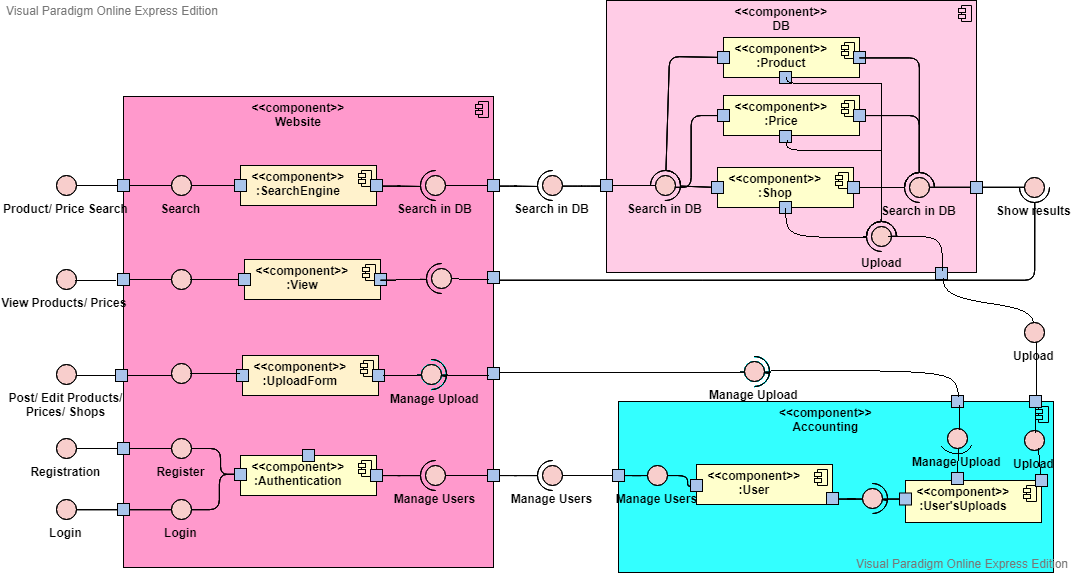 Visual Paradigm Online Express Edition
<<component>>
DB
<<component>>
:Product
<<component>>
:Price
<<component>>
:Shop
Search in DB
Search in DB
Upload
Show results
<<component>>
Website
<<component>>
:SearchEngine
Product/ Price Search
Search
Search in DB
Search in DB
<<component>>
:View
View Products/ Prices
<<component>>
:UploadForm
Post/ Edit Products/
Prices/ Shops
Manage Upload
Manage Upload
Upload
Registration
Register
<<component>>
:Authentication
Manage Users
Manage Users
Login
Login
<<component>>
Accounting
Manage Upload
Upload
Manage Users
<<component>>
:User
<<component>>
:User'sUploads
Visual Paradigm Online Express Edition